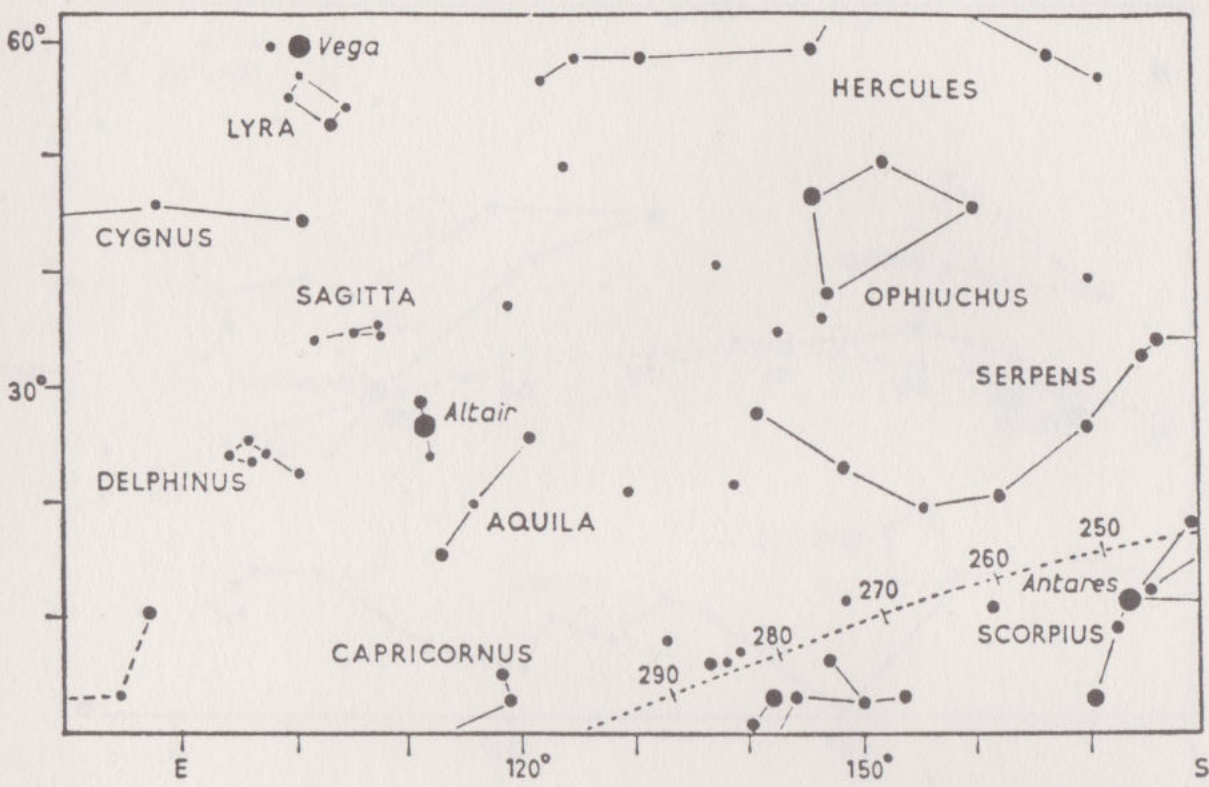 60°
Vega
HERCULES
LYRA
CYGNUS
SAGITTA
OPHIUCHUS
30°
SERPENS
Altair
DELPHINUS
AQUILA
250
260
Antares
270
SCORPIUS
280
CAPRICORNUS
290
E
120°
150°
S